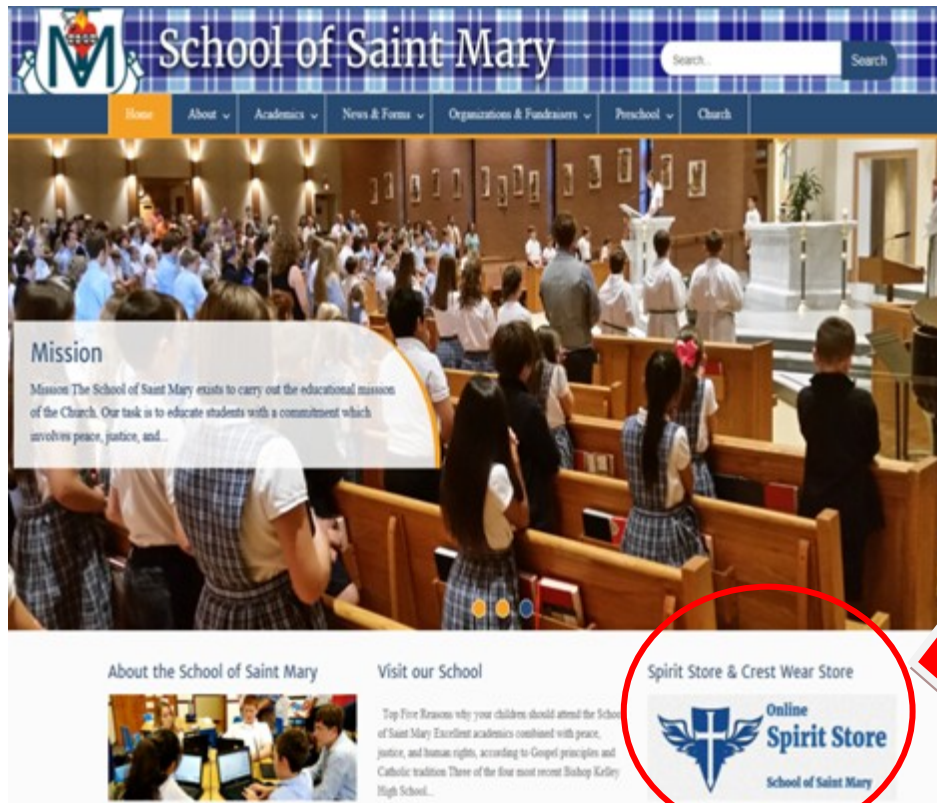 School of Saint Mary
Search...
Search
Home
About
Academics
News & Forms
Organizations & Fundraisers
Preschool
Church
Mission
Mission The School of Saint Mary exists to carry out the educational mission
of the Church. Our task is to educate students with a commitment which
involves peace, justice, and...
About the School of Saint Mary
Visit our School
Top Five Reasons why your children should attend the School
of Saint Mary Excellent academics combined with peace,
justice, and human rights, according to Gospel principles and
Catholic tradition Three of the four most recent Bishop Kelley
High School...
Spirit Store & Crest Wear Store
Online
Spirit Store
School of Saint Mary